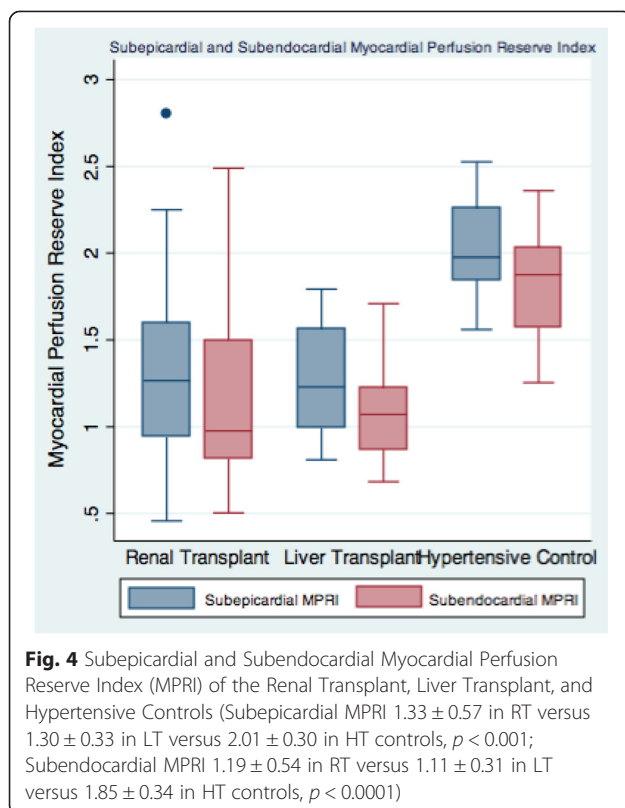 Subepicardial and Subendocardial Myocardial Perfusion Reserve Index
Myocardial Perfusion Reserve Index
3
2.5
2
1.5
1
.5
Renal Transplant Liver Transplant Hypertensive Control
Subepicardial MPRI Subendocardial MPRI
Fig. 4 Subepicardial and Subendocardial Myocardial Perfusion
Reserve Index (MPRI) of the Renal Transplant, Liver Transplant, and
Hypertensive Controls (Subepicardial MPRI 1.33 ± 0.57 in RT versus
1.30 ± 0.33 in LT versus 2.01 ± 0.30 in HT controls, p < 0.001;
Subendocardial MPRI 1.19 ± 0.54 in RT versus 1.11 ± 0.31 in LT
versus 1.85 ± 0.34 in HT controls, p < 0.0001)